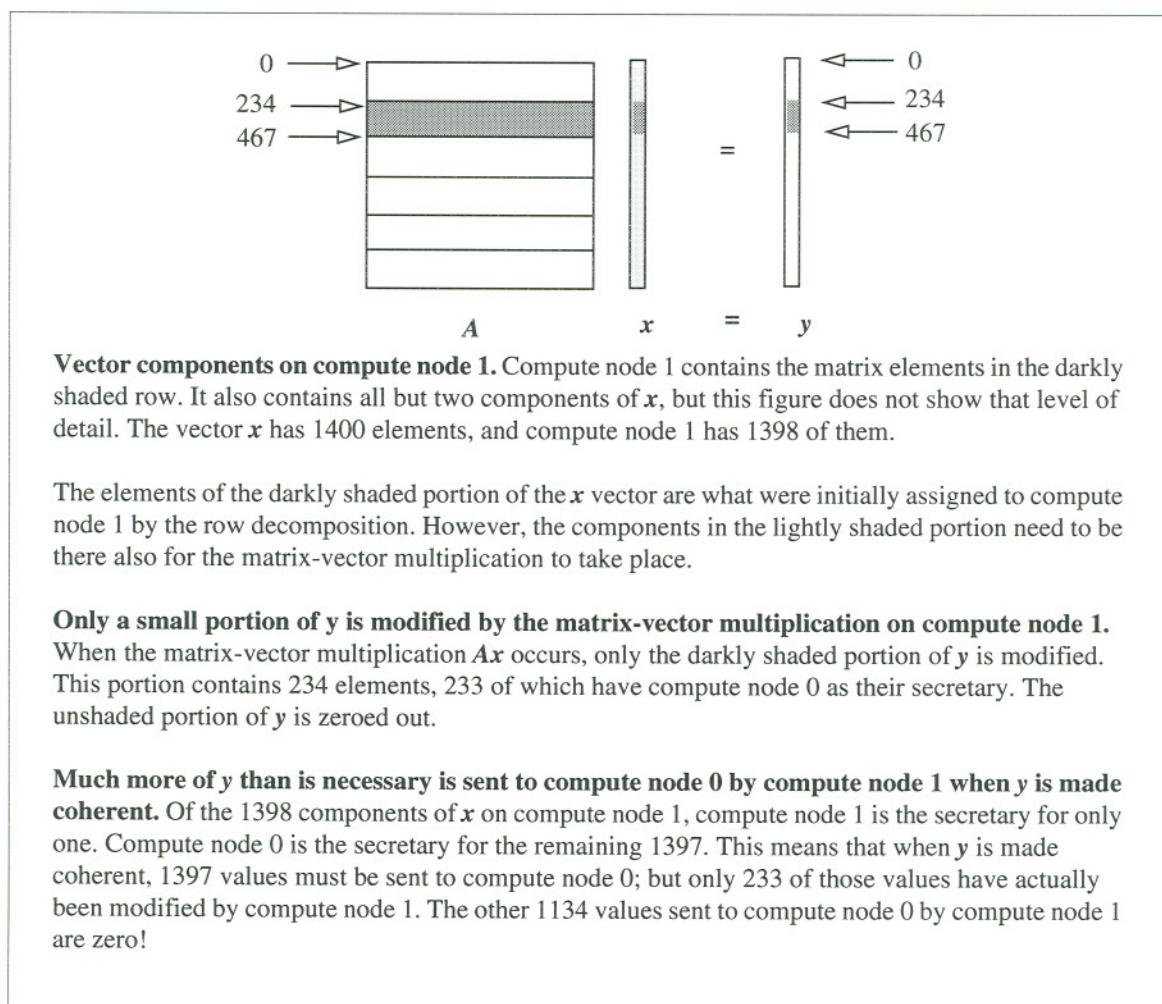 0
0
234
234
467
467
=
A x = y
Vector components on compute node 1. Compute node 1 contains the matrix elements in the darkly
shaded row. It also contains all but two components of x, but this figure does not show that level of
detail. The vector x has 1400 elements, and compute node 1 has 1398 of them.
The elements of the darkly shaded portion of the x vector are what were initially assigned to compute
node 1 by the row decomposition. However, the components in the lightly shaded portion need to be
there also for the matrix-vector multiplication to take place.
Only a small portion of y is modified by the matrix-vector multiplication on compute node 1.
When the matrix-vector multiplication Ax occurs, only the darkly shaded portion of y is modified.
This portion contains 234 elements, 233 of which have compute node 0 as their secretary. The
unshaded portion of y is zeroed out.
Much more of y than is necessary is sent to compute node 0 by compute node 1 when y is made
coherent. Of the 1398 components of x on compute node 1, compute node 1 is the secretary for only
one. Compute node 0 is the secretary for the remaining 1397. This means that when y is made
coherent, 1397 values must be sent to compute node 0; but only 233 of those values have actually
been modified by compute node 1. The other 1134 values sent to compute node 0 by compute node 1
are zero!